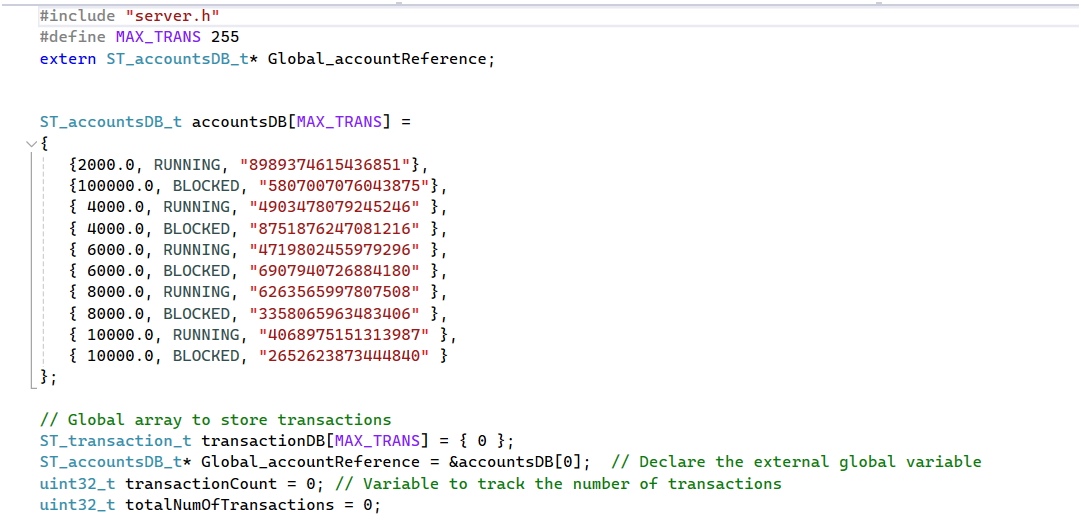 #include "server.h"
#define MAX_TRANS 255
extern ST_accountsDB_t* Global_accountReference;
ST_accountsDB_t accountsDB[MAX_TRANS] =
{
{2000.0, RUNNING, "8989374615436851"},
{100000.0, BLOCKED, "5807007076043875"},
{ 4000.0, RUNNING, "4903478079245246" },
{ 4000.0, BLOCKED, "8751876247081216" },
{ 6000.0, RUNNING, "4719802455979296" },
{ 6000.0, BLOCKED, "6907940726884180" },
{ 8000.0, RUNNING, "6263565997807508" },
{ 8000.0, BLOCKED, "3358065963483406" },
{ 10000.0, RUNNING, "4068975151313987" },
{ 10000.0, BLOCKED, "2652623873444840" }
};
// Global array to store transactions
ST_transaction_t transactionDB[MAX_TRANS] = { 0 };
ST_accountsDB_t* Global_accountReference = &accountsDB[0];  // Declare the external global variable
uint32_t transactionCount = 0; // Variable to track the number of transactions
uint32_t totalNumOfTransactions = 0;